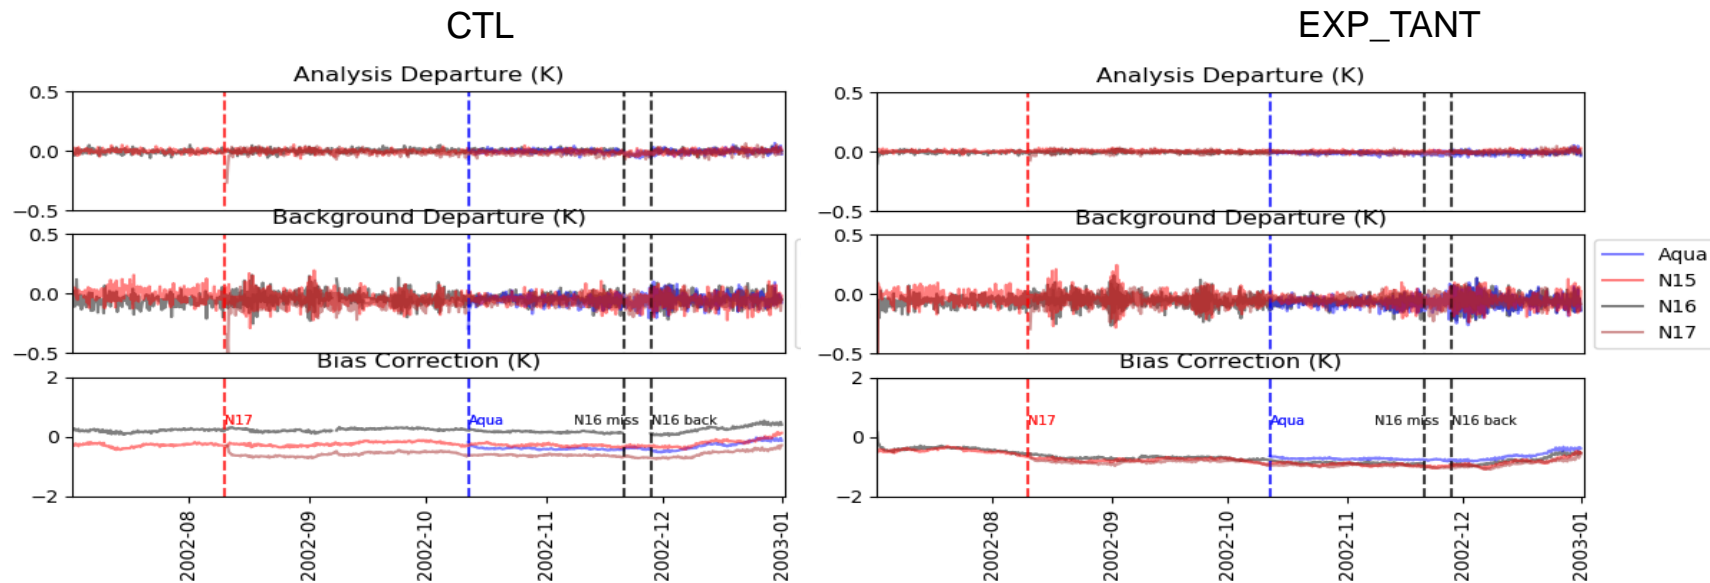 CTL
Analysis Departure (K)
0.5
0.0
−0.5
Background Departure (K)
0.5
0.0
−0.5
Bias Correction (K)
2
0
−2
N17
Aqua
N16 miss
N16 back
2002-08
2002-09
2002-10
2002-11
2002-12
2003-01
EXP_TANT
Analysis Departure (K)
0.5
0.0
−0.5
Background Departure (K)
0.5
0.0
−0.5
Bias Correction (K)
2
0
−2
N17
Aqua
N16 miss
N16 back
2002-08
2002-09
2002-10
2002-11
2002-12
2003-01
Aqua
N15
N16
N17